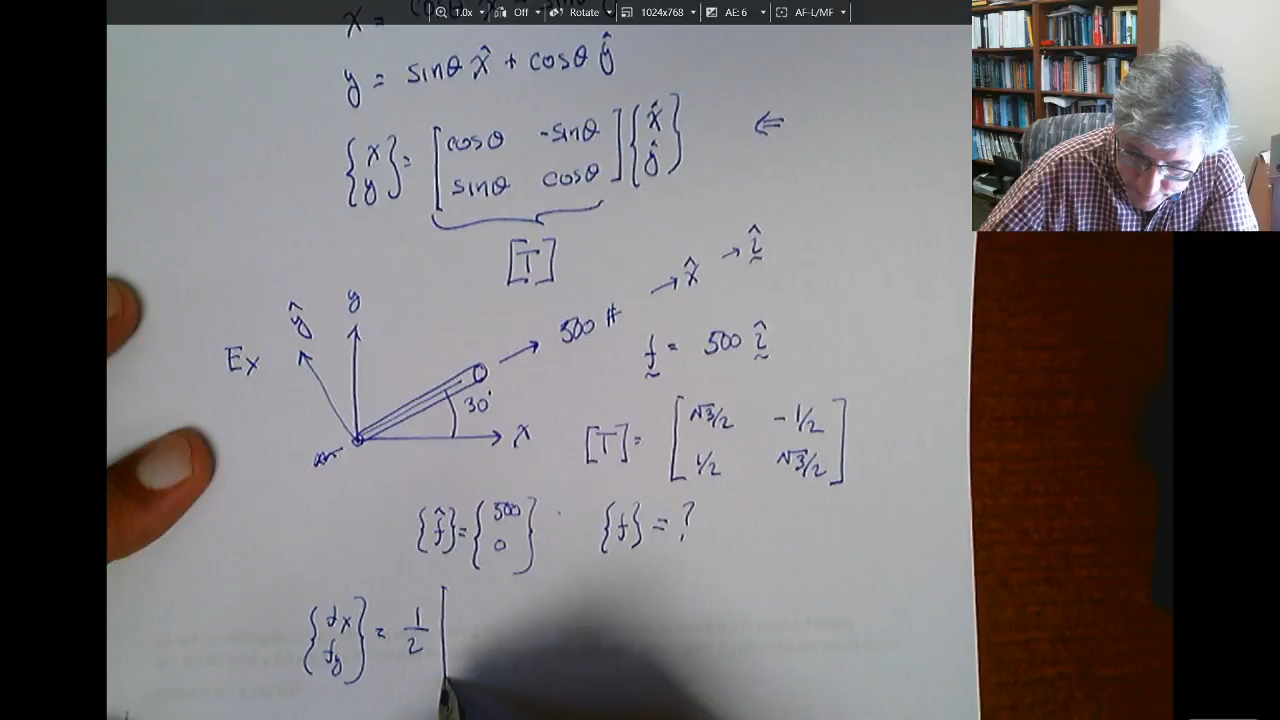 1.0x Off Rotate 1024x768 AE: 6 AF-L/MF
x =
y = sinθ x̂ + cosθ ŷ
{x y} = [cosθ -sinθ sinθ cosθ] {x̂ ŷ} ⇐
[T]
→ x̂ → î
ŷ y
500 # f = 500 î
Ex
30° x
[T] = [√3/2 -1/2 1/2 √3/2]
{f̂} = {500 0} {f} = ?
{fx fy} = 1/2 [